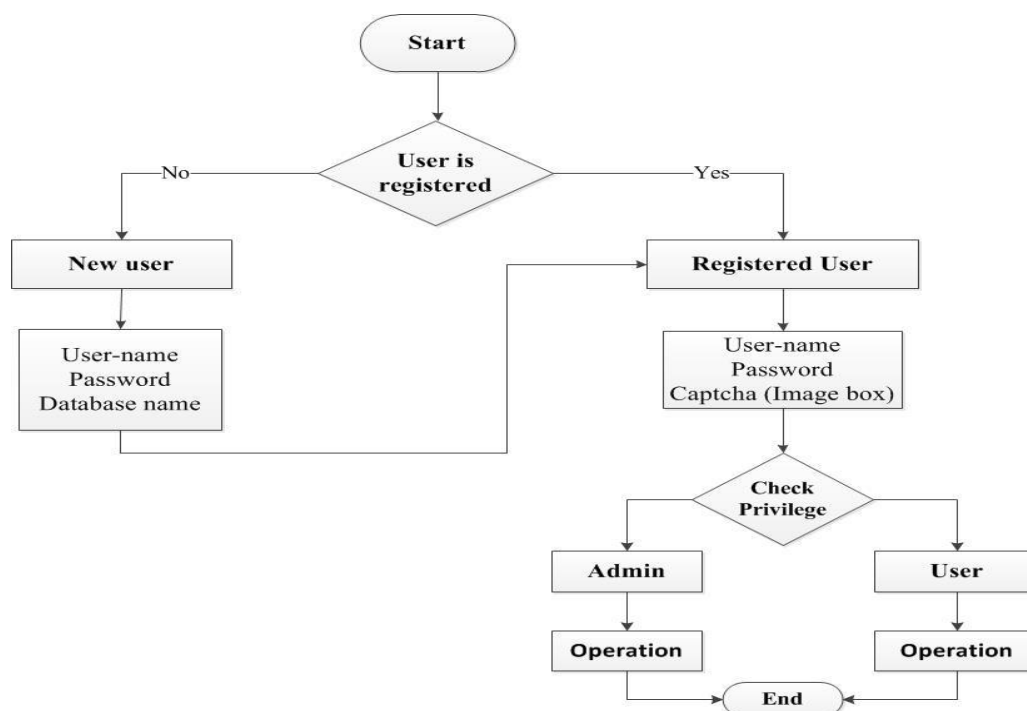 Start
User is
registered
No
Yes
New user
Registered User
User-name
Password
Database name
User-name
Password
Captcha (Image box)
Check
Privilege
Admin
User
Operation
Operation
End